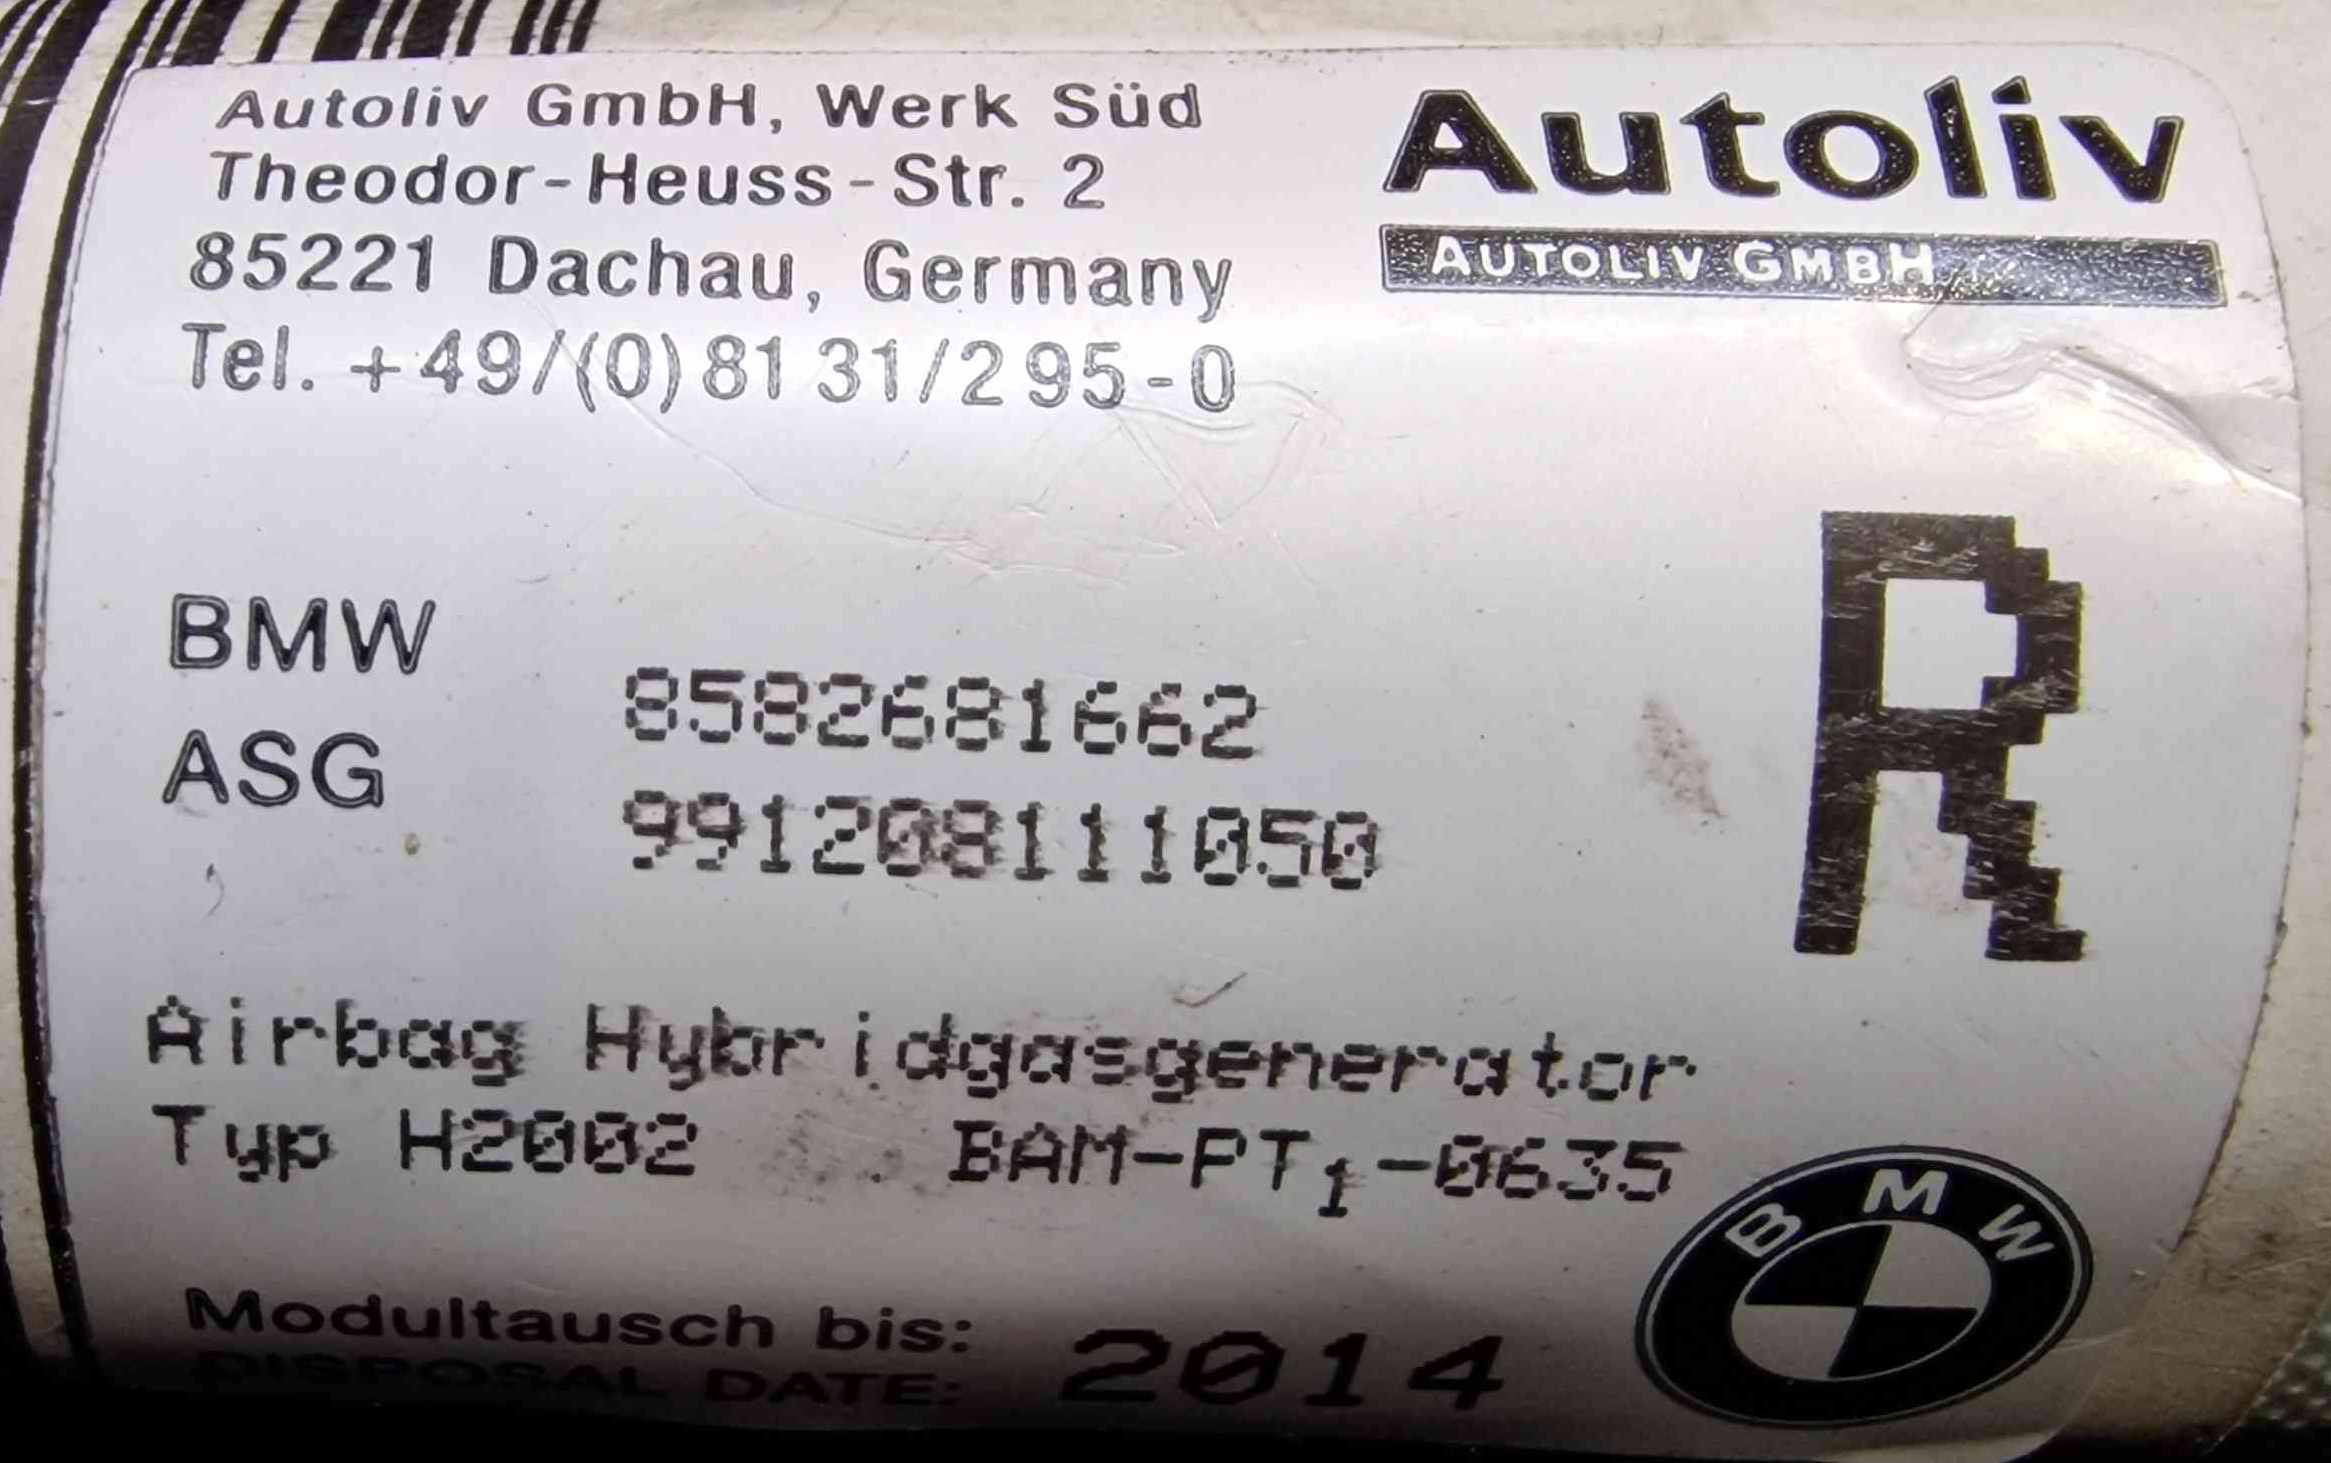 Autoliv GmbH, Werk Süd
Theodor-Heuss-Str. 2
85221 Dachau, Germany
Tel. +49/(0)8131/295-0
Autoliv
AUTOLIV GMBH
R
BMW 8582681662
ASG 991208111050
Airbag Hybridgasgenerator
Typ H2002 BAM-PT1-0635
Modultausch bis:
DISPOSAL DATE: 2014
BMW